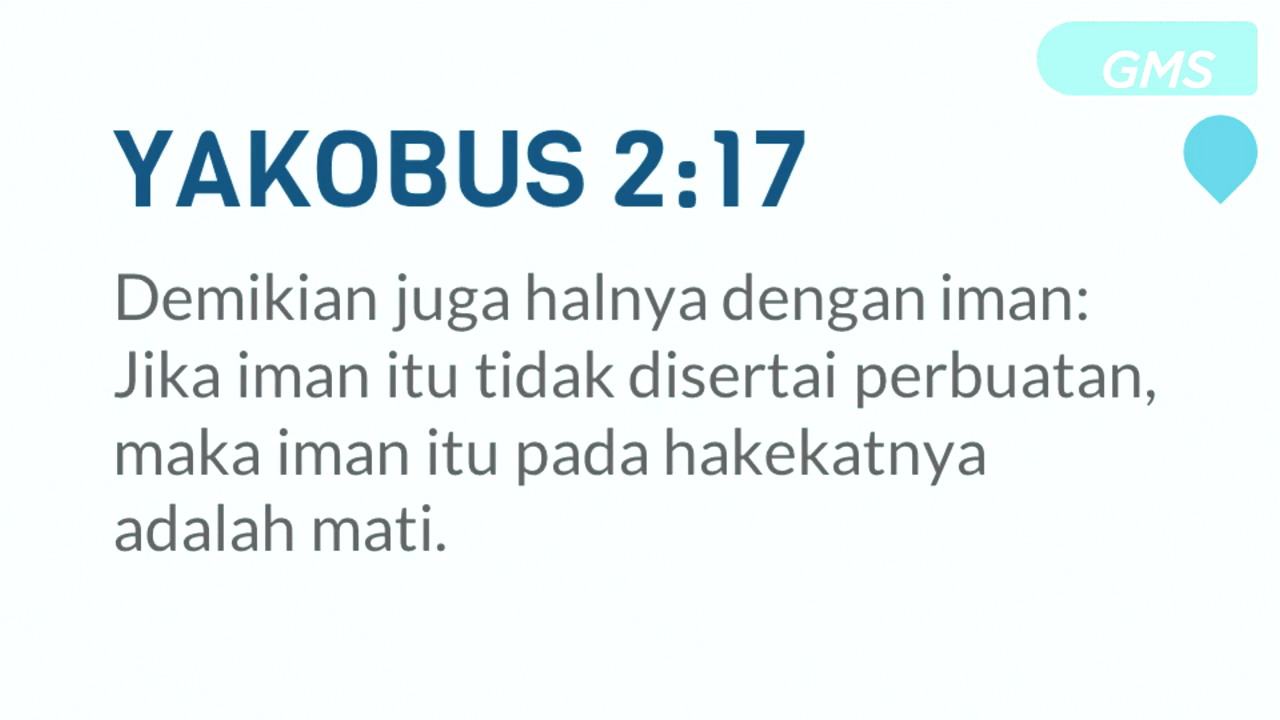 GMS
YAKOBUS 2:17
Demikian juga halnya dengan iman:
Jika iman itu tidak disertai perbuatan,
maka iman itu pada hakekatnya
adalah mati.